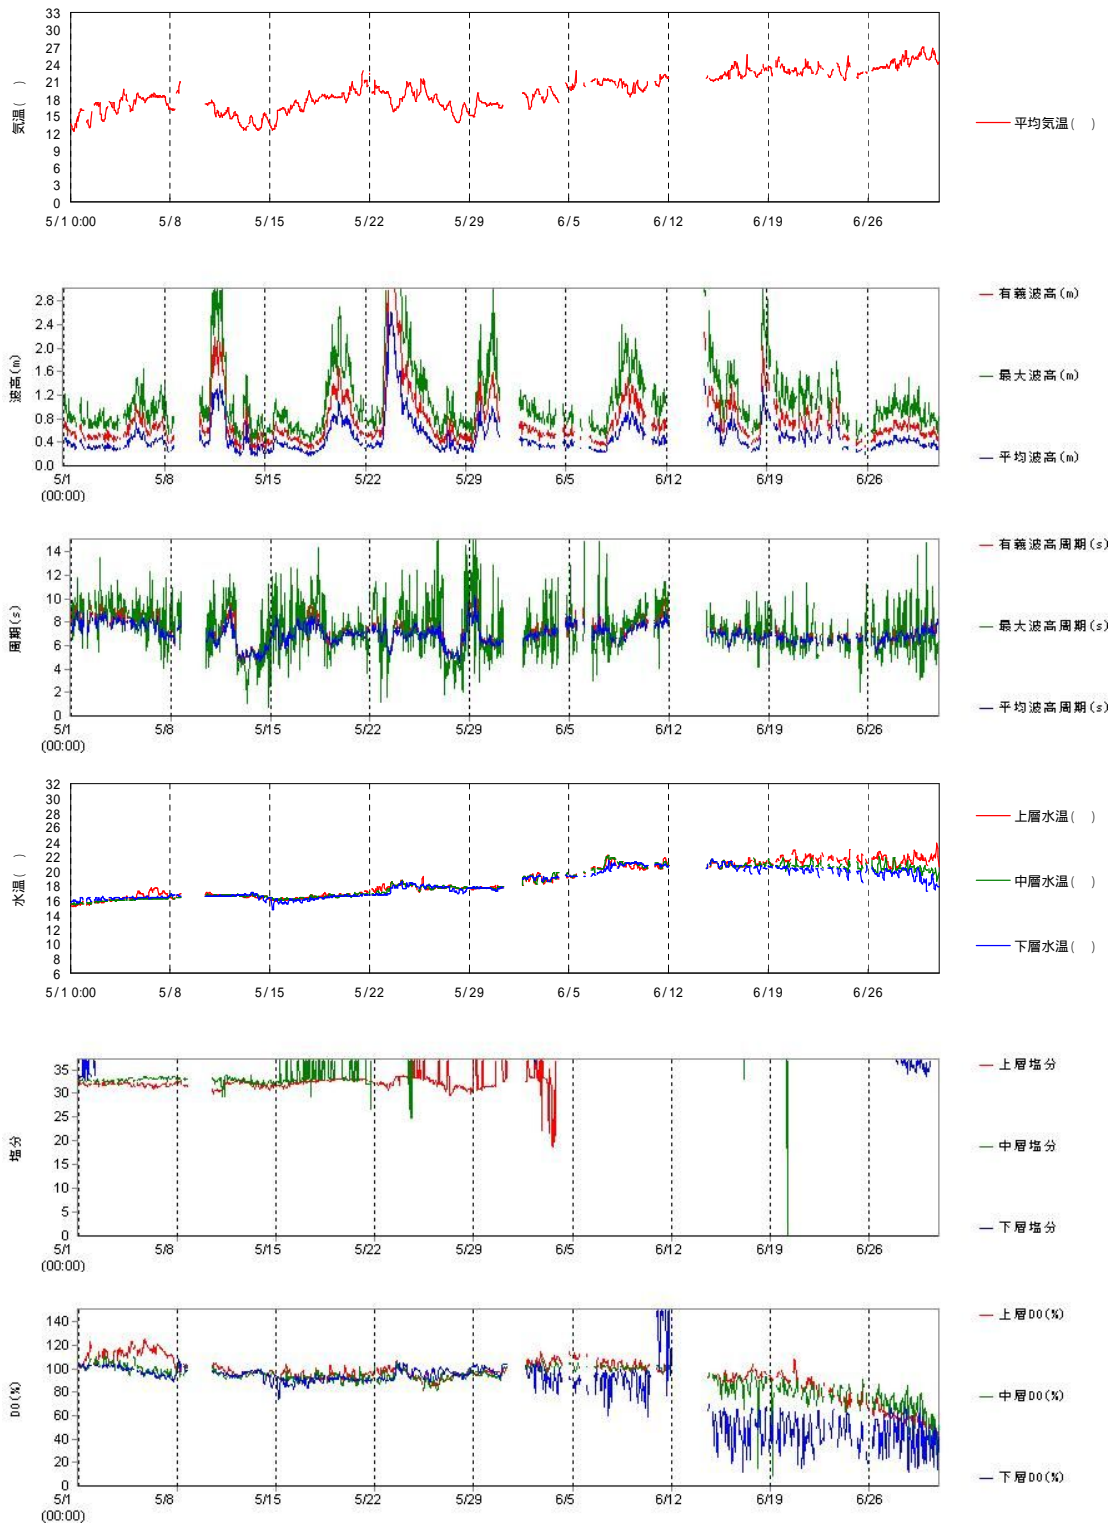 33
30
27
24
21
18
15
12
9
6
3
0
気温( )
5/1 0:00 5/8 5/15 5/22 5/29 6/5 6/12 6/19 6/26
平均気温( )
2.8
2.4
2.0
1.6
1.2
0.8
0.4
0.0
波高(m)
5/1 5/8 5/15 5/22 5/29 6/5 6/12 6/19 6/26
(00:00)
有義波高(m)
最大波高(m)
平均波高(m)
14
12
10
8
6
4
2
0
周期(s)
5/1 5/8 5/15 5/22 5/29 6/5 6/12 6/19 6/26
(00:00)
有義波高周期(s)
最大波高周期(s)
平均波高周期(s)
32
30
28
26
24
22
20
18
16
14
12
10
8
6
水温( )
5/1 0:00 5/8 5/15 5/22 5/29 6/5 6/12 6/19 6/26
上層水温( )
中層水温( )
下層水温( )
35
30
25
20
15
10
5
0
塩分
5/1 5/8 5/15 5/22 5/29 6/5 6/12 6/19 6/26
(00:00)
上層塩分
中層塩分
下層塩分
140
120
100
80
60
40
20
0
DO(%)
5/1 5/8 5/15 5/22 5/29 6/5 6/12 6/19 6/26
(00:00)
上層DO(%)
中層DO(%)
下層DO(%)